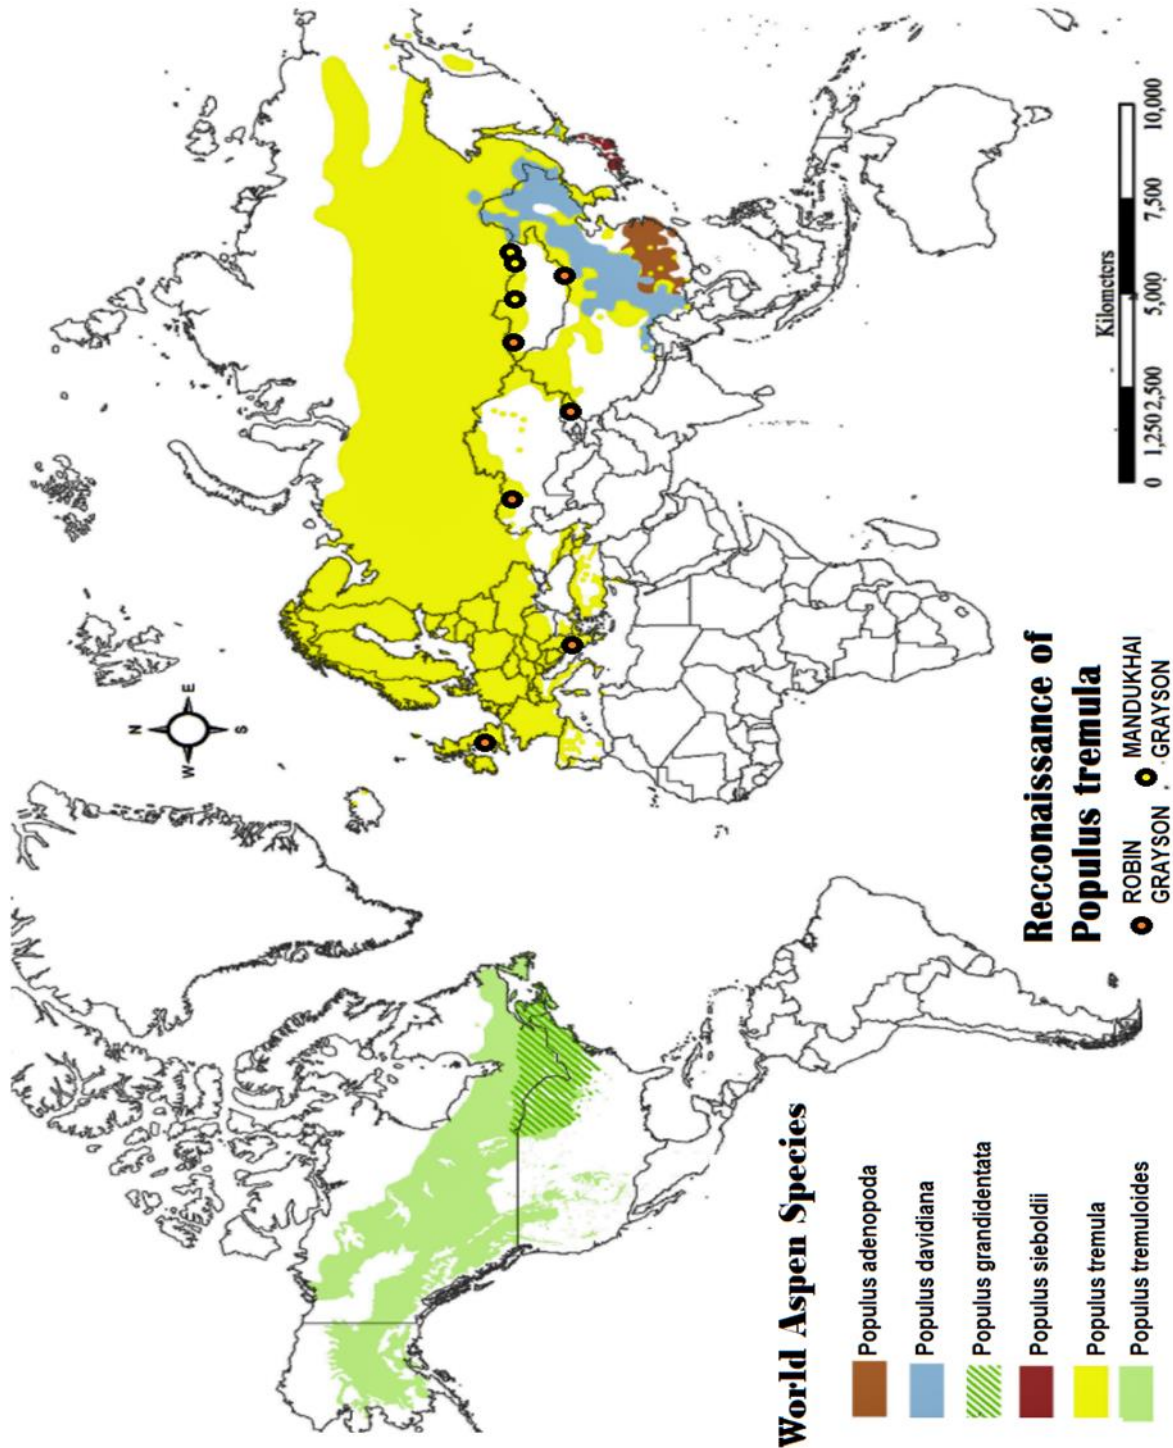 N
W
E
S
World Aspen Species
Populus adenopoda
Populus davidiana
Populus grandidentata
Populus sieboldii
Populus tremula
Populus tremuloides
Recconaissance of
Populus tremula
ROBIN
GRAYSON
MANDUKHAI
GRAYSON
Kilometers
0 1,250 2,500 5,000 7,500 10,000